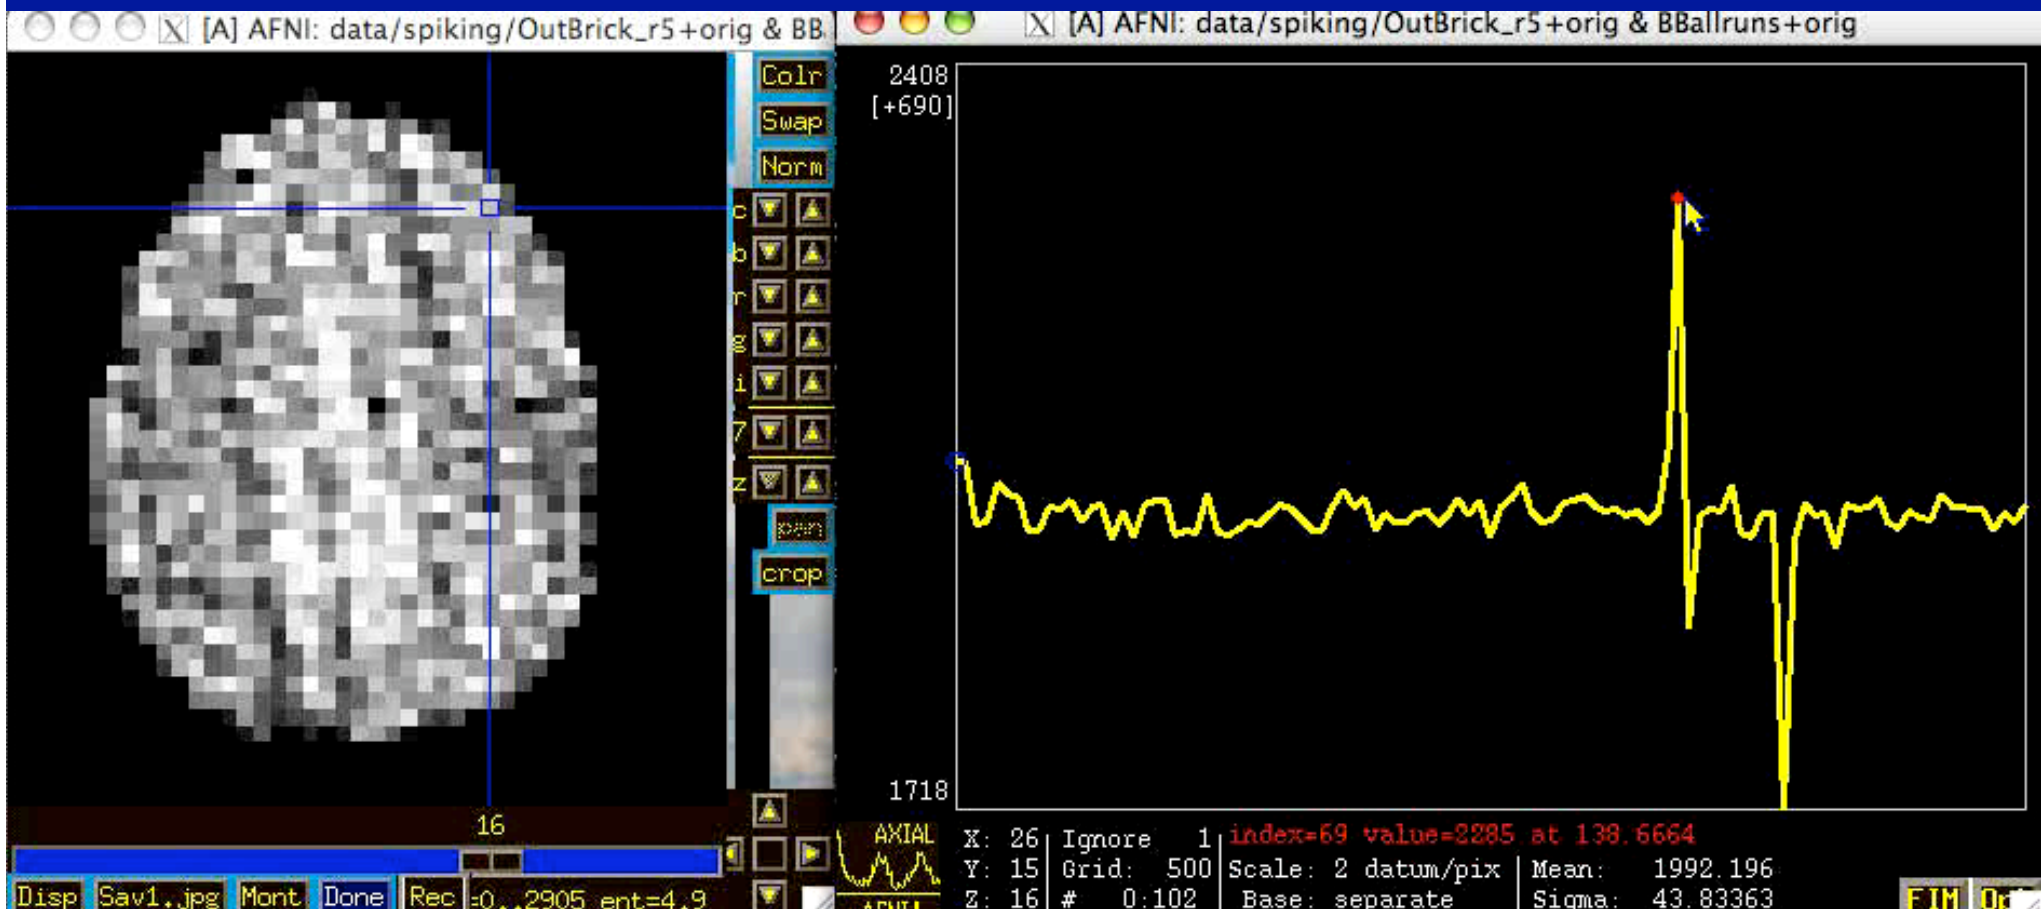 [A] AFNI: data/spiking/OutBrick_r5+orig & BB
Colr
Swap
Norm
c
b
r
g
i
7
z
pan
crop
16
Disp Sav1.jpg Mont Done Rec =0..2905 ent=4.9
[A] AFNI: data/spiking/OutBrick_r5+orig & BBallruns+orig
2408
[+690]
1718
AXIAL
X: 26 Ignore 1 index=69 value=2285 at 138.6664
Y: 15 Grid: 500 Scale: 2 datum/pix Mean: 1992.196
Z: 16 # 0:102 Base: separate Sigma: 43.83363
FIM